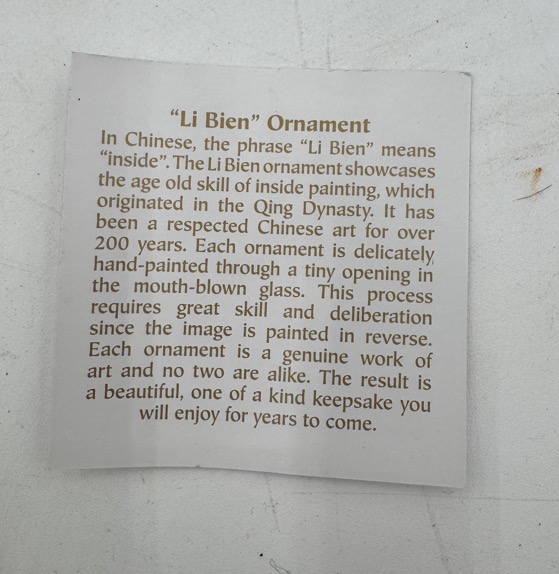 “Li Bien” Ornament
In Chinese, the phrase “Li Bien” means
“inside”. The Li Bien ornament showcases
the age old skill of inside painting, which
originated in the Qing Dynasty. It has
been a respected Chinese art for over
200 years. Each ornament is delicately
hand-painted through a tiny opening in
the mouth-blown glass. This process
requires great skill and deliberation
since the image is painted in reverse.
Each ornament is a genuine work of
art and no two are alike. The result is
a beautiful, one of a kind keepsake you
will enjoy for years to come.